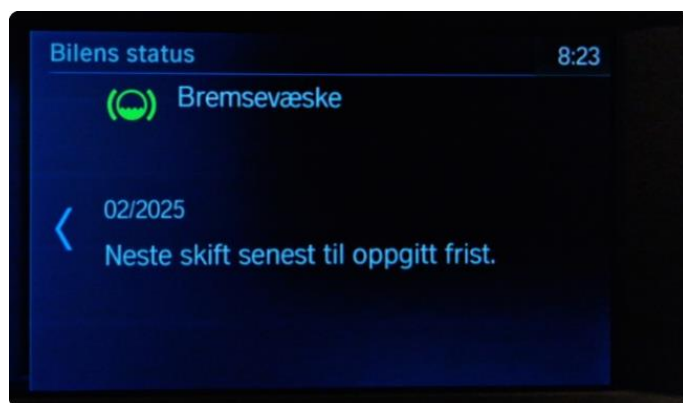 Bilens status 8:23
Bremsevæske
02/2025
Neste skift senest til oppgitt frist.